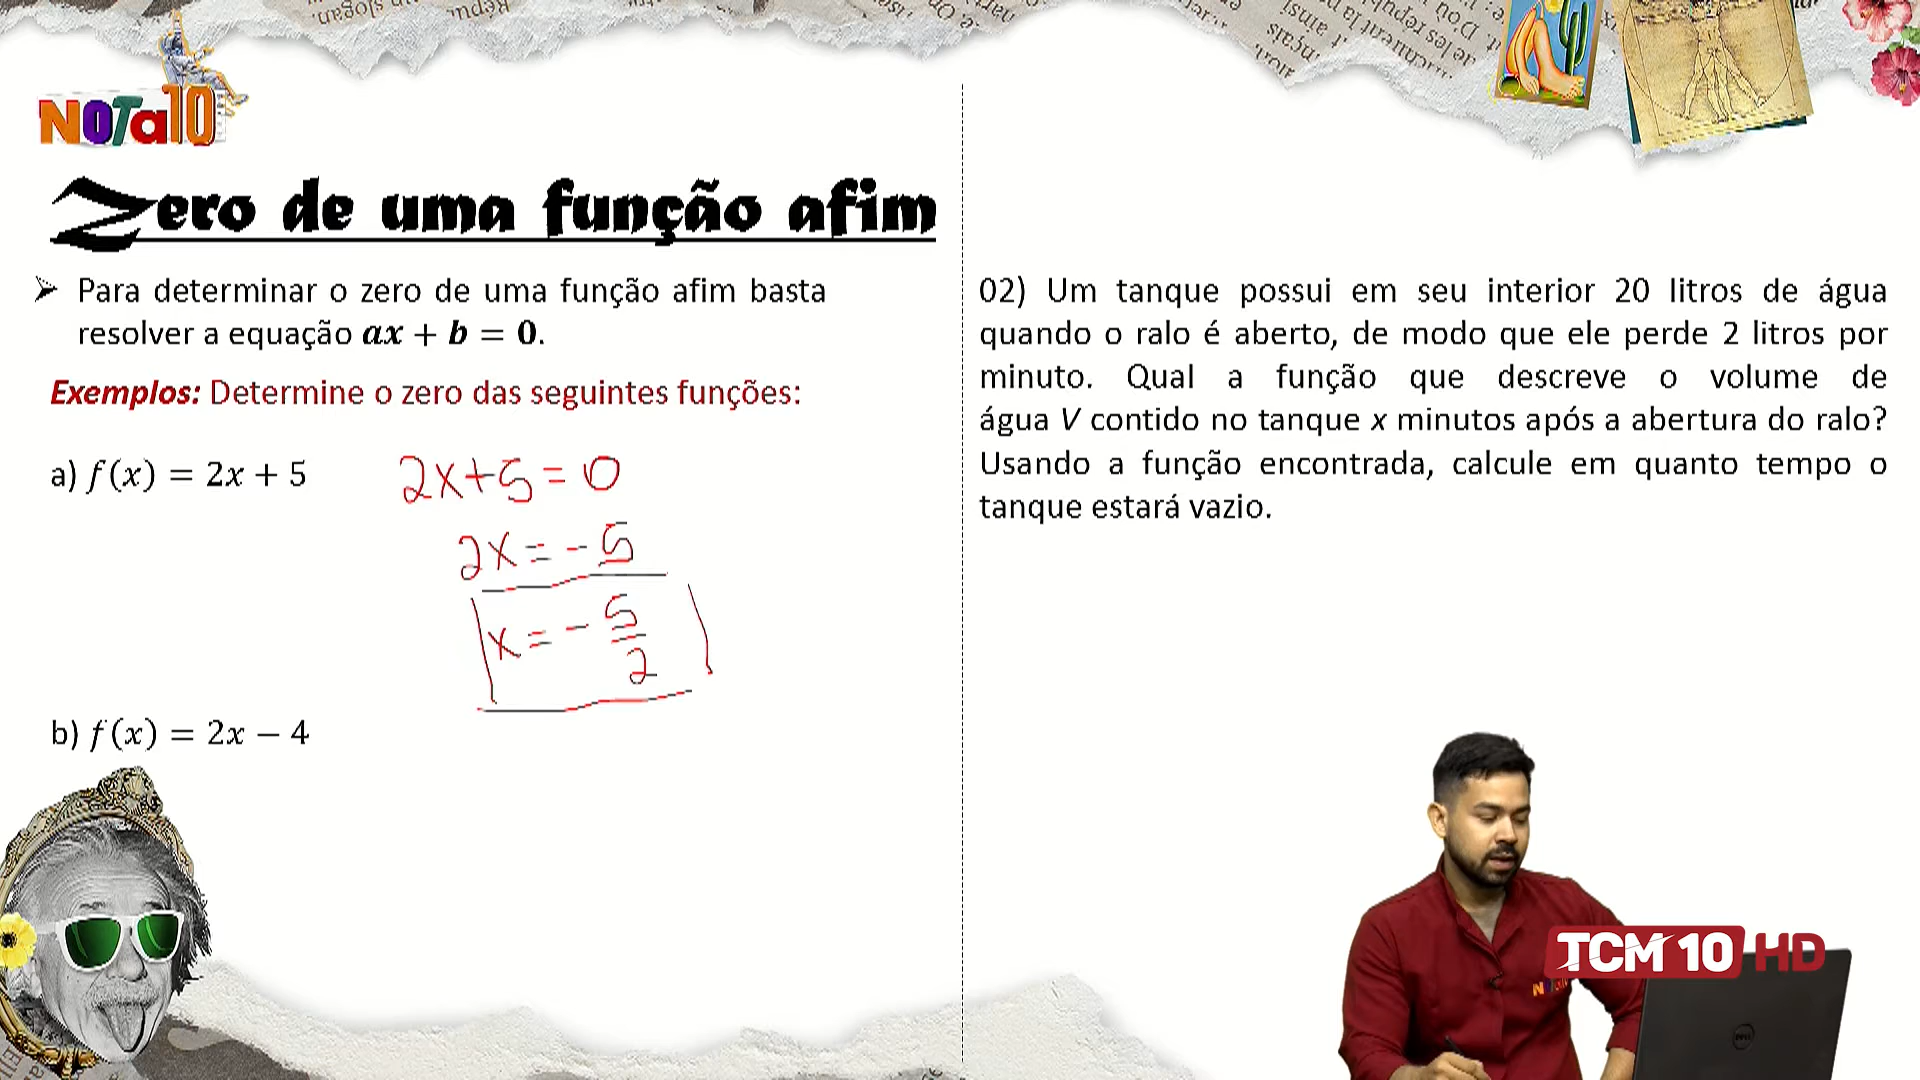 NOTa10
Zero de uma função afim
➤ Para determinar o zero de uma função afim basta
resolver a equação ax + b = 0.
Exemplos: Determine o zero das seguintes funções:
a) f(x) = 2x + 5
2x+5=0
2x=-5
x=-5/2
b) f(x) = 2x − 4
02) Um tanque possui em seu interior 20 litros de água
quando o ralo é aberto, de modo que ele perde 2 litros por
minuto. Qual a função que descreve o volume de
água V contido no tanque x minutos após a abertura do ralo?
Usando a função encontrada, calcule em quanto tempo o
tanque estará vazio.
TCM 10 HD